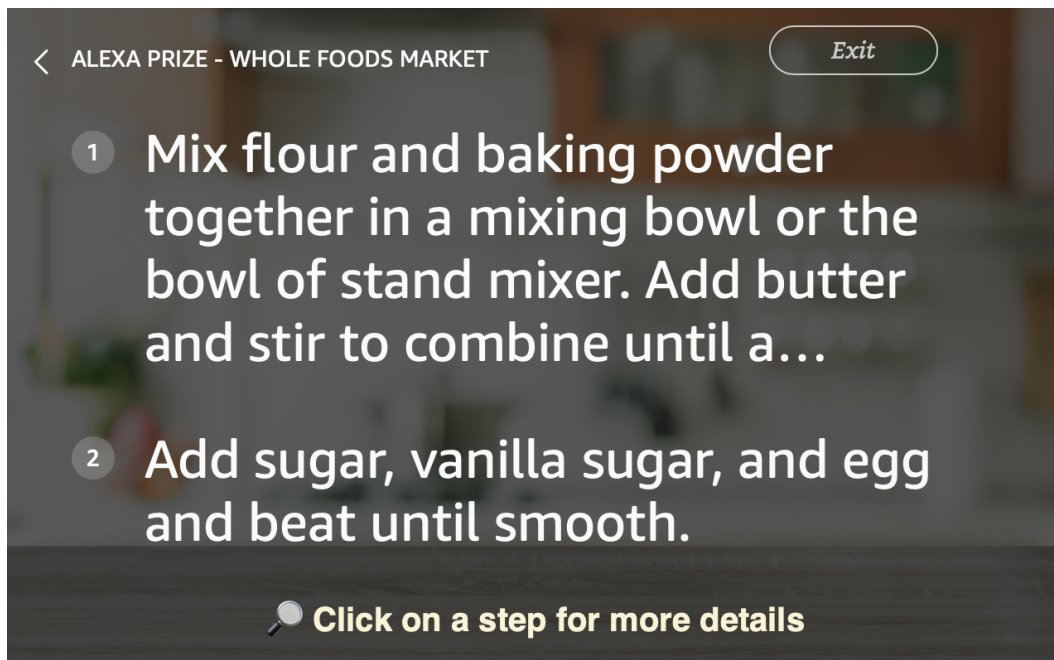 ALEXA PRIZE - WHOLE FOODS MARKET
Exit
1 Mix flour and baking powder
together in a mixing bowl or the
bowl of stand mixer. Add butter
and stir to combine until a...
2 Add sugar, vanilla sugar, and egg
and beat until smooth.
🔎 Click on a step for more details